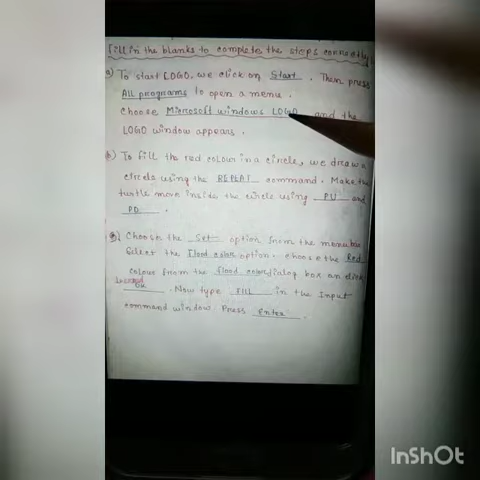 Fill in the blanks to complete the steps correctly
a) To start LOGO, we click on Start. Then press
All programs to open a menu.
Choose Microsoft windows LOGO and the
LOGO window appears.
b) To fill the red colour in a circle, we draw a
circle using the REPEAT command. Make the
turtle move inside the circle using PU and
PD.
Choose the Set option from the menu bar
Select the flood color option. Choose the Red
colour from the flood color dialog box and click
OK. Now type FILL in the Input
command window. Press Enter.
InShOt